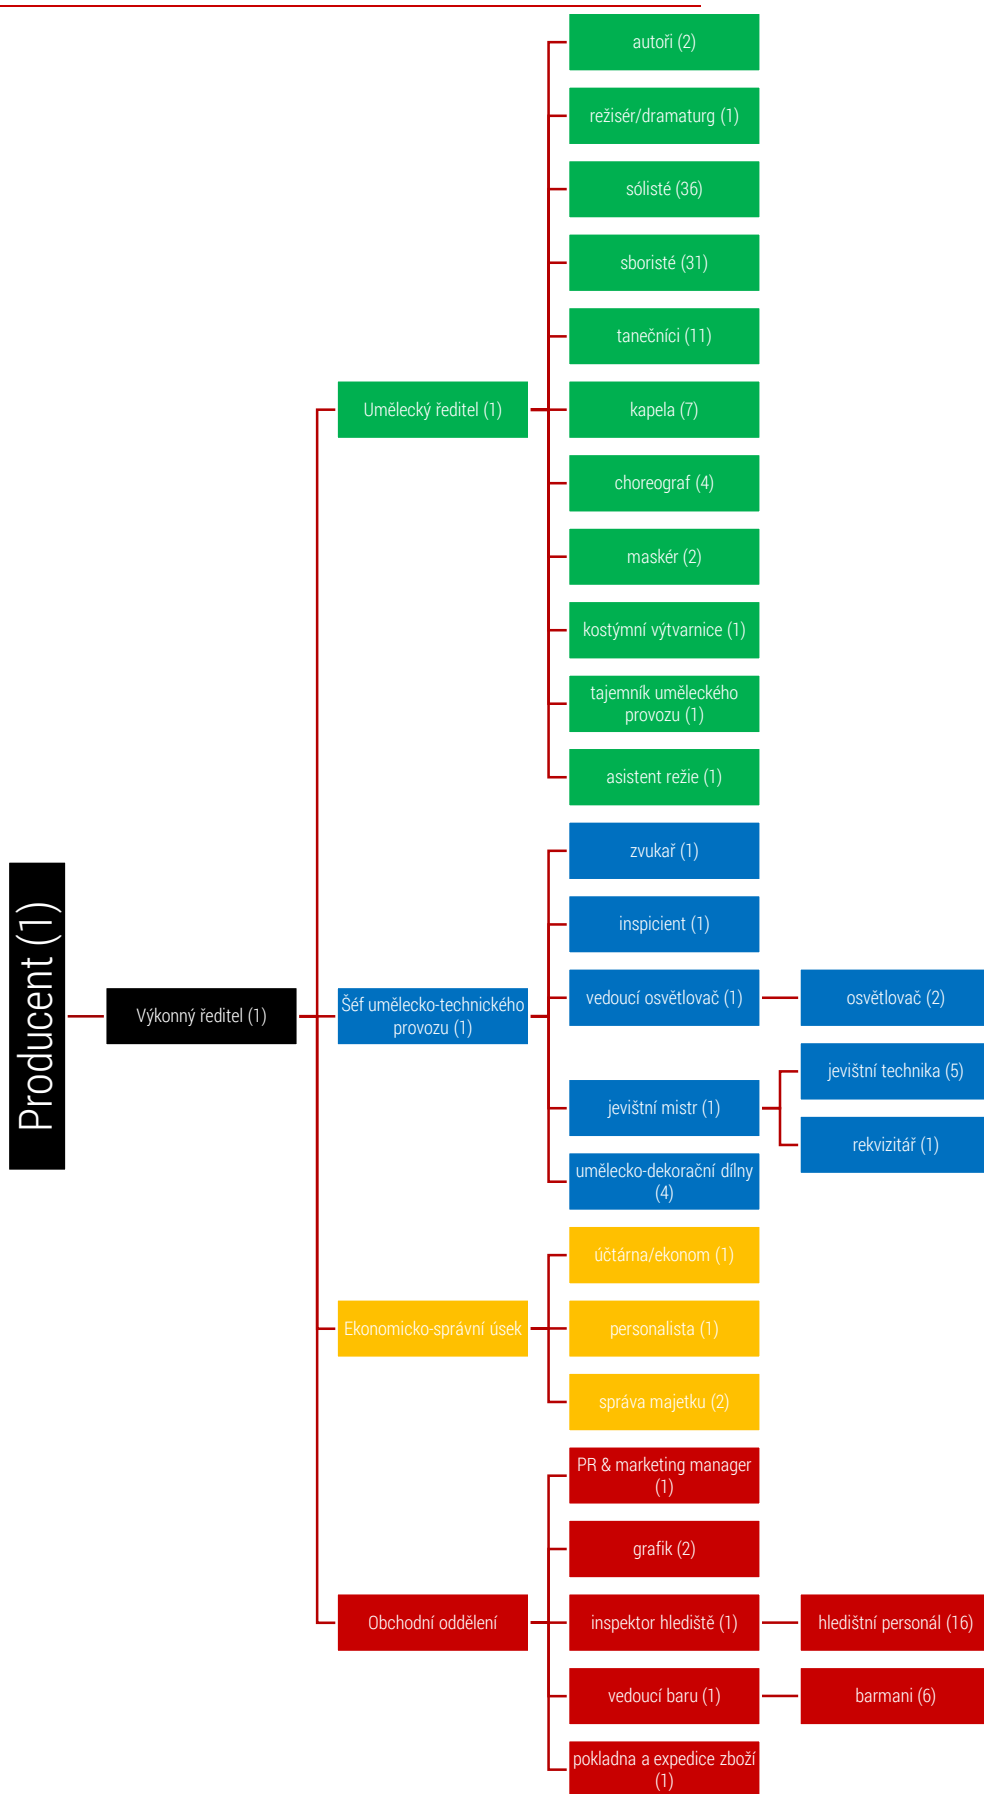 Producent (1)
Výkonný ředitel (1)
Umělecký ředitel (1)
autoři (2)
režisér/dramaturg (1)
sólisté (36)
sboristé (31)
tanečníci (11)
kapela (7)
choreograf (4)
maskér (2)
kostýmní výtvarnice (1)
tajemník uměleckého
provozu (1)
asistent režie (1)
Šéf umělecko-technického
provozu (1)
zvukař (1)
inspicient (1)
vedoucí osvětlovač (1)
osvětlovač (2)
jevištní mistr (1)
jevištní technika (5)
rekvizitář (1)
umělecko-dekorační dílny
(4)
Ekonomicko-správní úsek
účtárna/ekonom (1)
personalista (1)
správa majetku (2)
Obchodní oddělení
PR & marketing manager
(1)
grafik (2)
inspektor hlediště (1)
hledištní personál (16)
vedoucí baru (1)
barmani (6)
pokladna a expedice zboží
(1)